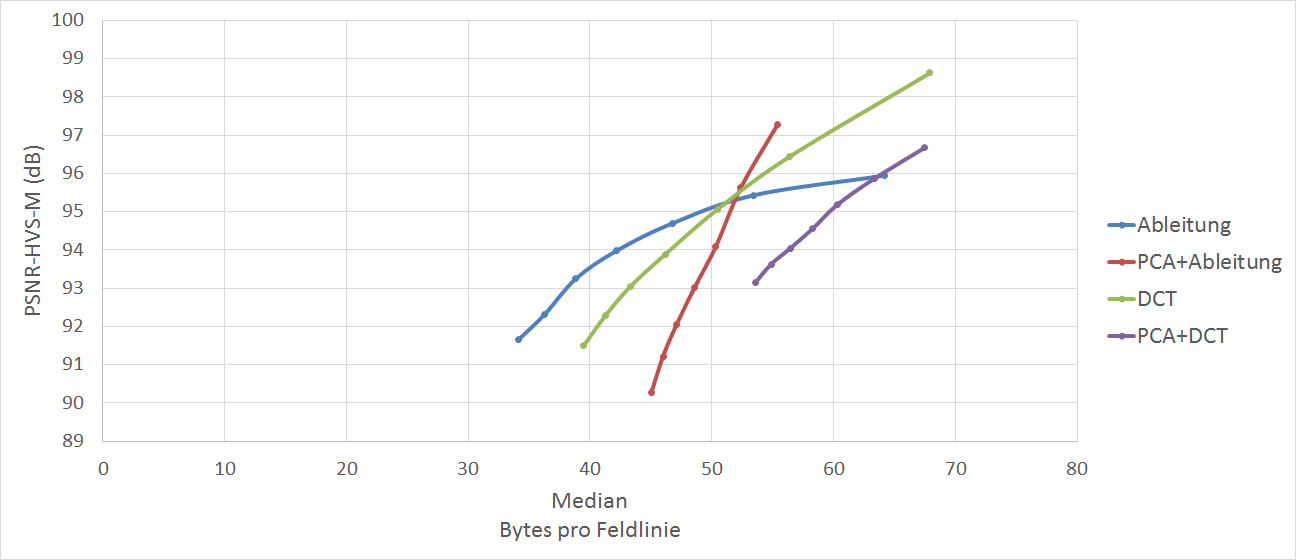 100
99
98
97
96
95
94
93
92
91
90
89
PSNR-HVS-M (dB)
0 10 20 30 40 50 60 70 80
Median
Bytes pro Feldlinie
Ableitung
PCA+Ableitung
DCT
PCA+DCT